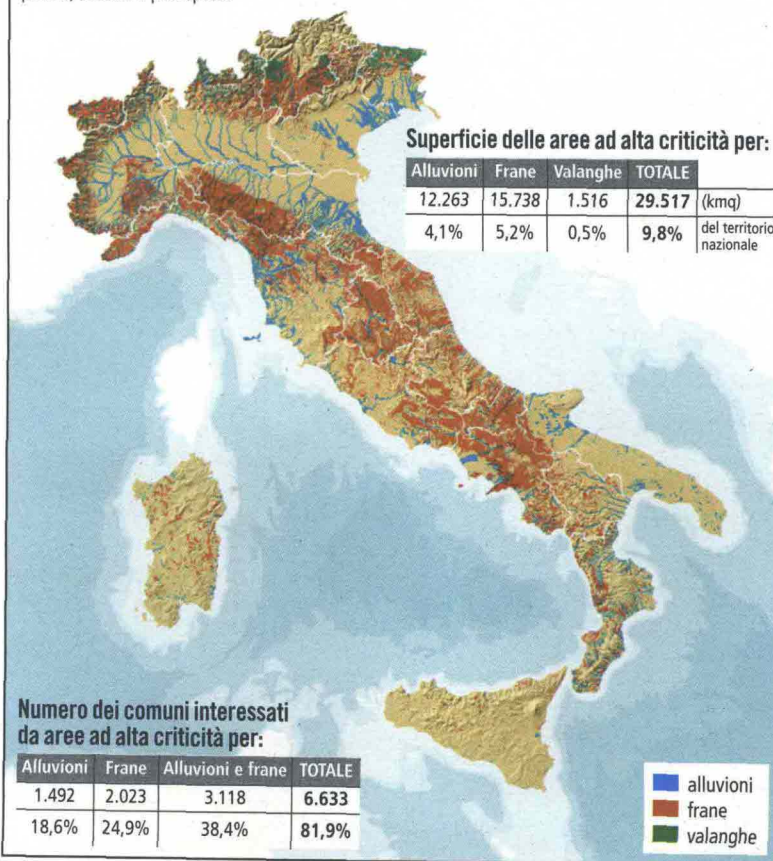 Superficie delle aree ad alta criticità per:
Alluvioni Frane Valanghe TOTALE
12.263 15.738 1.516 29.517 (kmq)
4,1% 5,2% 0,5% 9,8% del territorio
nazionale
Numero dei comuni interessati
da aree ad alta criticità per:
Alluvioni Frane Alluvioni e frane TOTALE
1.492 2.023 3.118 6.633
18,6% 24,9% 38,4% 81,9%
alluvioni
frane
valanghe